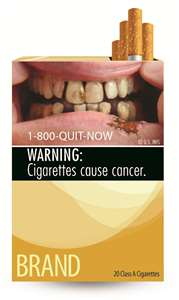 1-800-QUIT-NOW
WARNING:
Cigarettes cause cancer.
BRAND
20 Class A Cigarettes